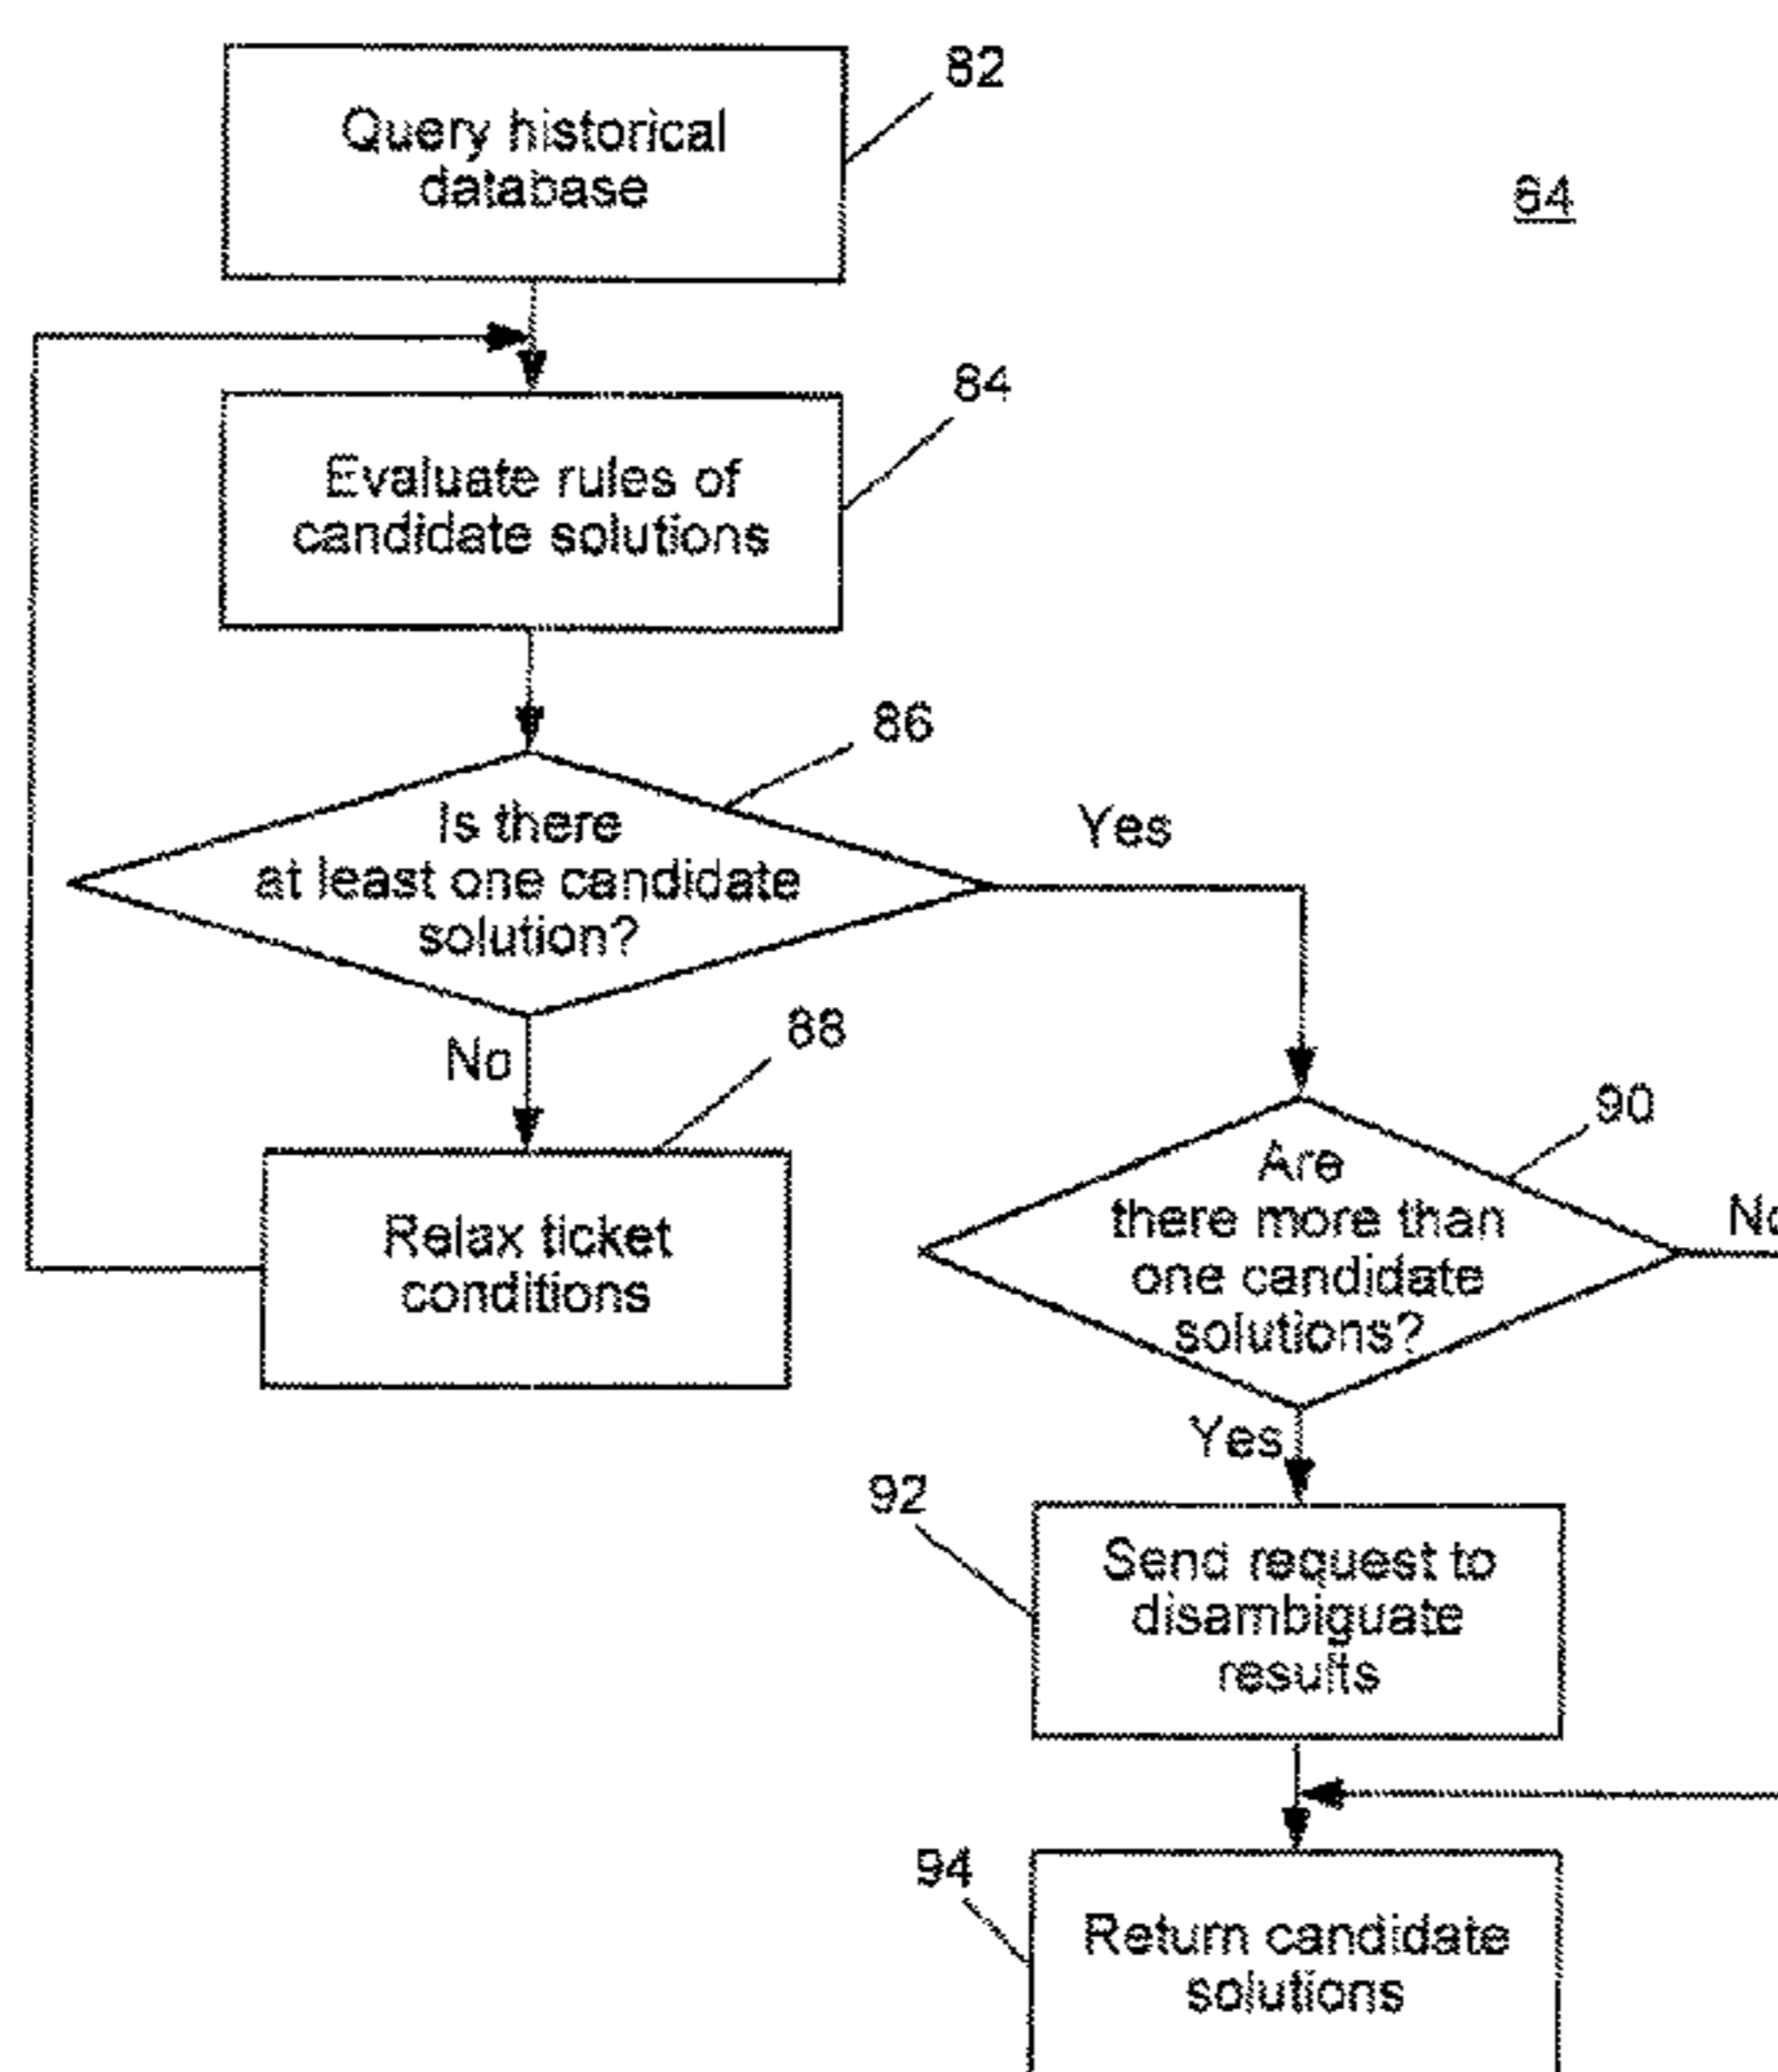 82
Query historical
database
64
84
Evaluate rules of
candidate solutions
86
Is there
at least one candidate
solution?
Yes
No
88
Relax ticket
conditions
90
Are
there more than
one candidate
solutions?
No
Yes
92
Send request to
disambiguate
results
94
Return candidate
solutions